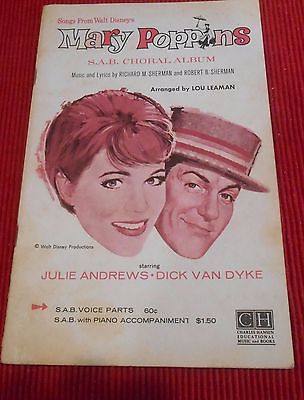 Songs From Walt Disney's
Mary Poppins
S.A.B. CHORAL ALBUM
Music and Lyrics by RICHARD M. SHERMAN and ROBERT B. SHERMAN
Arranged by LOU LEAMAN
© Walt Disney Productions
starring
JULIE ANDREWS • DICK VAN DYKE
S.A.B. VOICE PARTS 60¢
S.A.B. with PIANO ACCOMPANIMENT $1.50
CH
CHARLES HANSEN
EDUCATIONAL
MUSIC and BOOKS